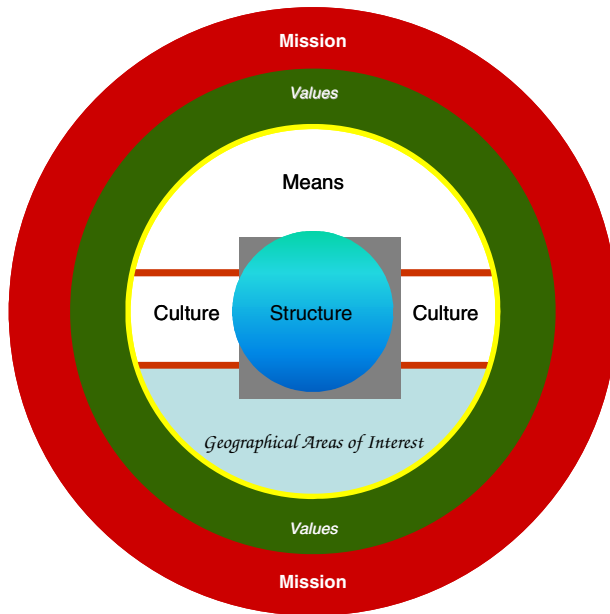 Mission
Values
Means
Culture Structure Culture
Geographical Areas of Interest
Values
Mission